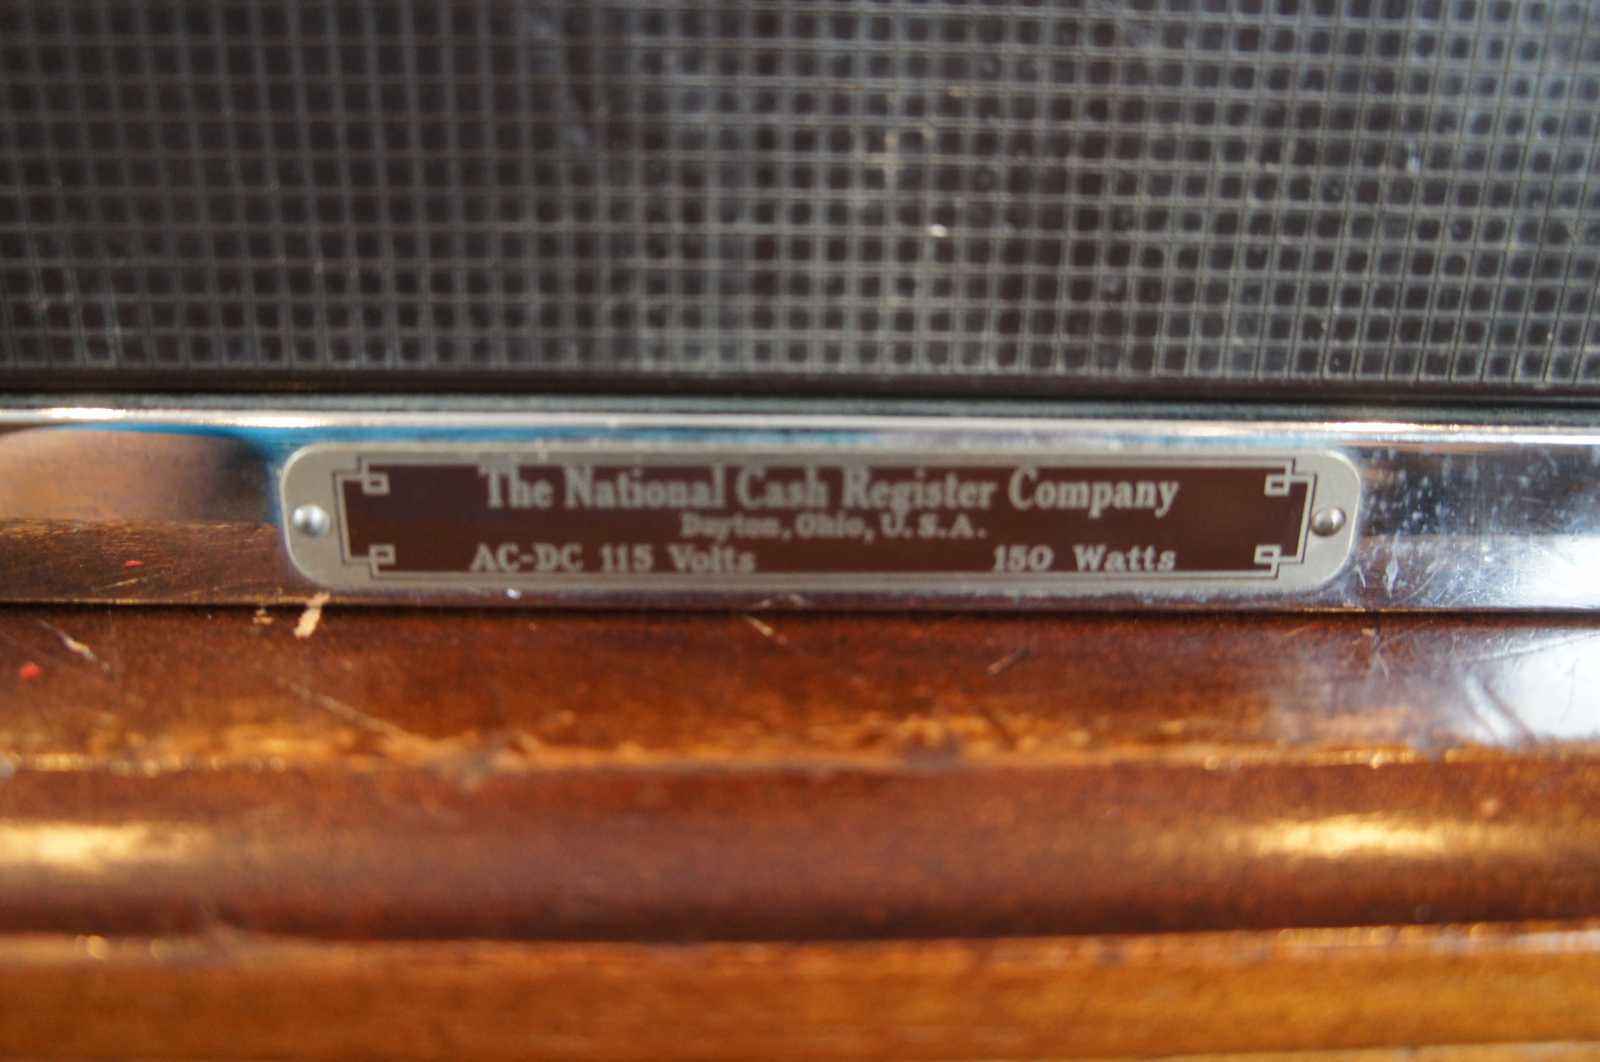 The National Cash Register Company
Dayton, Ohio, U.S.A.
AC-DC 115 Volts 150 Watts